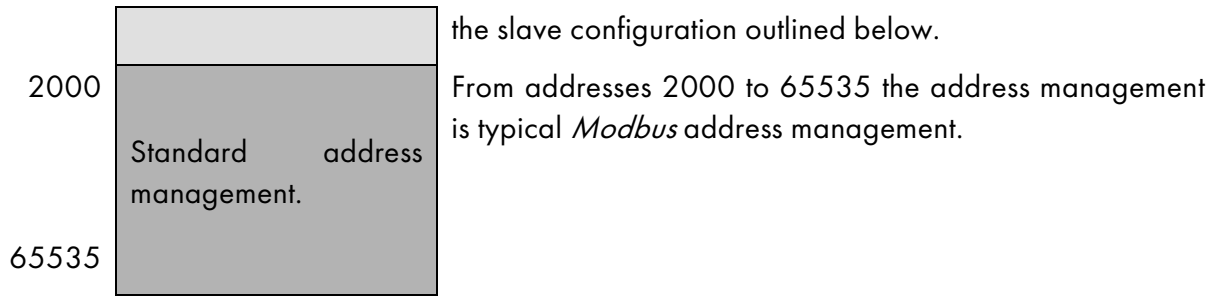 the slave configuration outlined below.
2000
From addresses 2000 to 65535 the address management
is typical Modbus address management.
Standard address
management.
65535